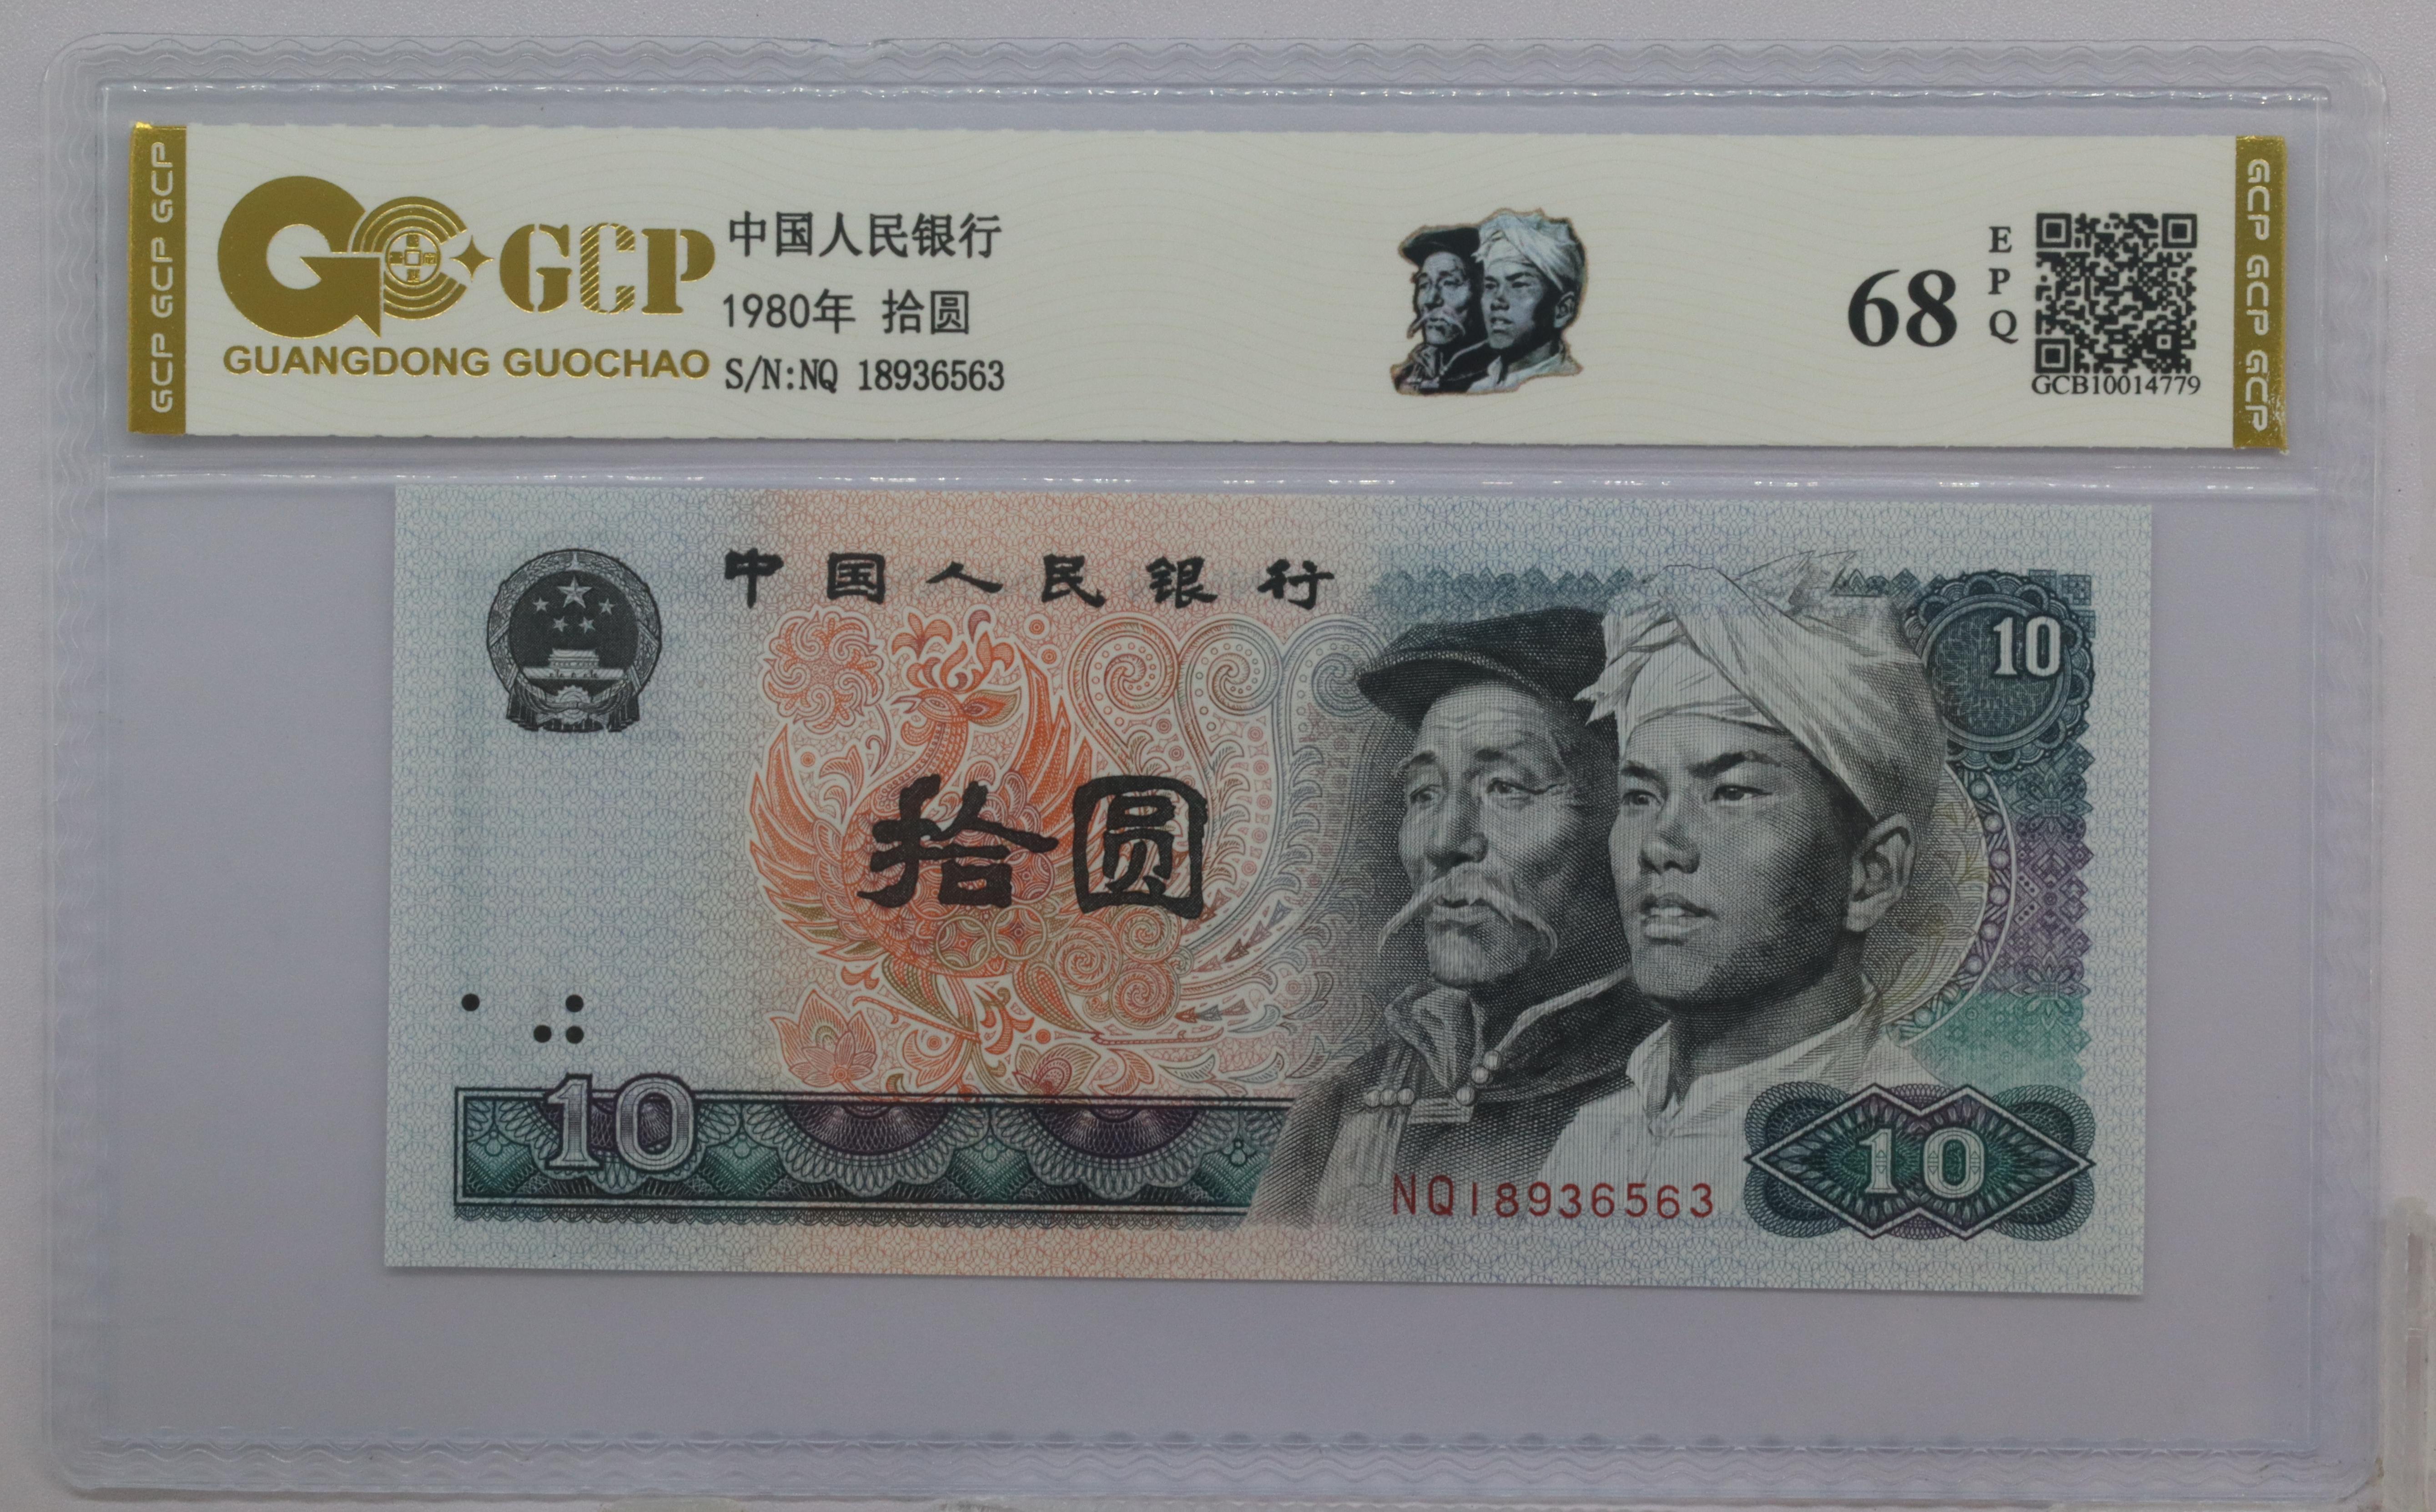 GCP GCP GCP
GCP
GUANGDONG GUOCHAO
中国人民银行
1980年 拾圆
S/N:NQ 18936563
68
E
P
Q
GCB10014779
GCP GCP GCP
中国人民银行
10
拾圆
10
NQ18936563
10